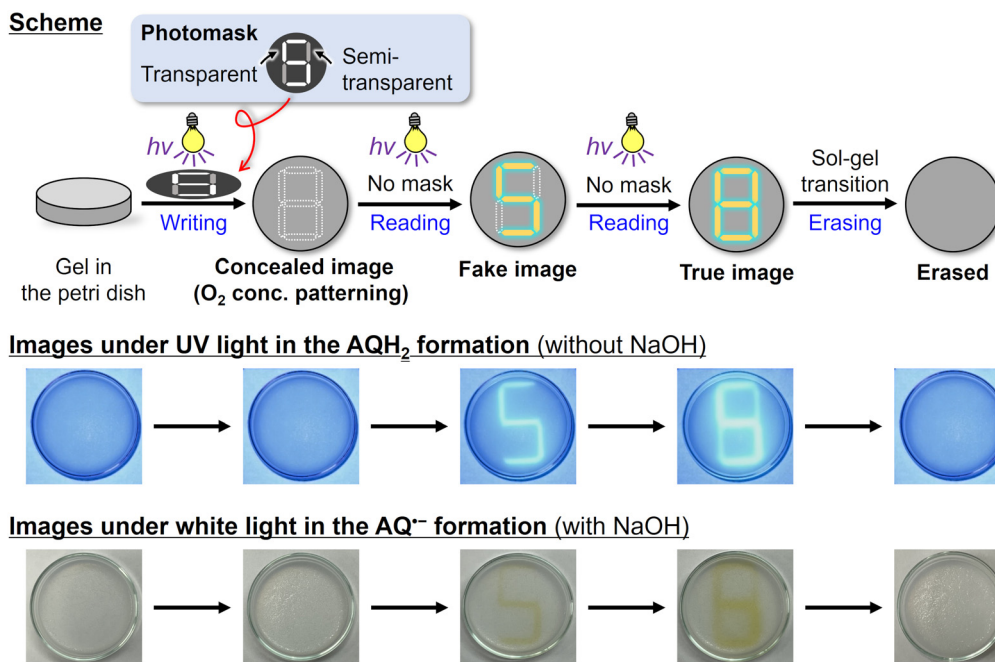 Scheme
Photomask
Transparent
Semi-
transparent
hν
hν
hν
Writing
No mask
Reading
No mask
Reading
Sol-gel
transition
Erasing
Gel in
the petri dish
Concealed image
(O₂ conc. patterning)
Fake image
True image
Erased
Images under UV light in the AQH₂ formation (without NaOH)
Images under white light in the AQ•− formation (with NaOH)